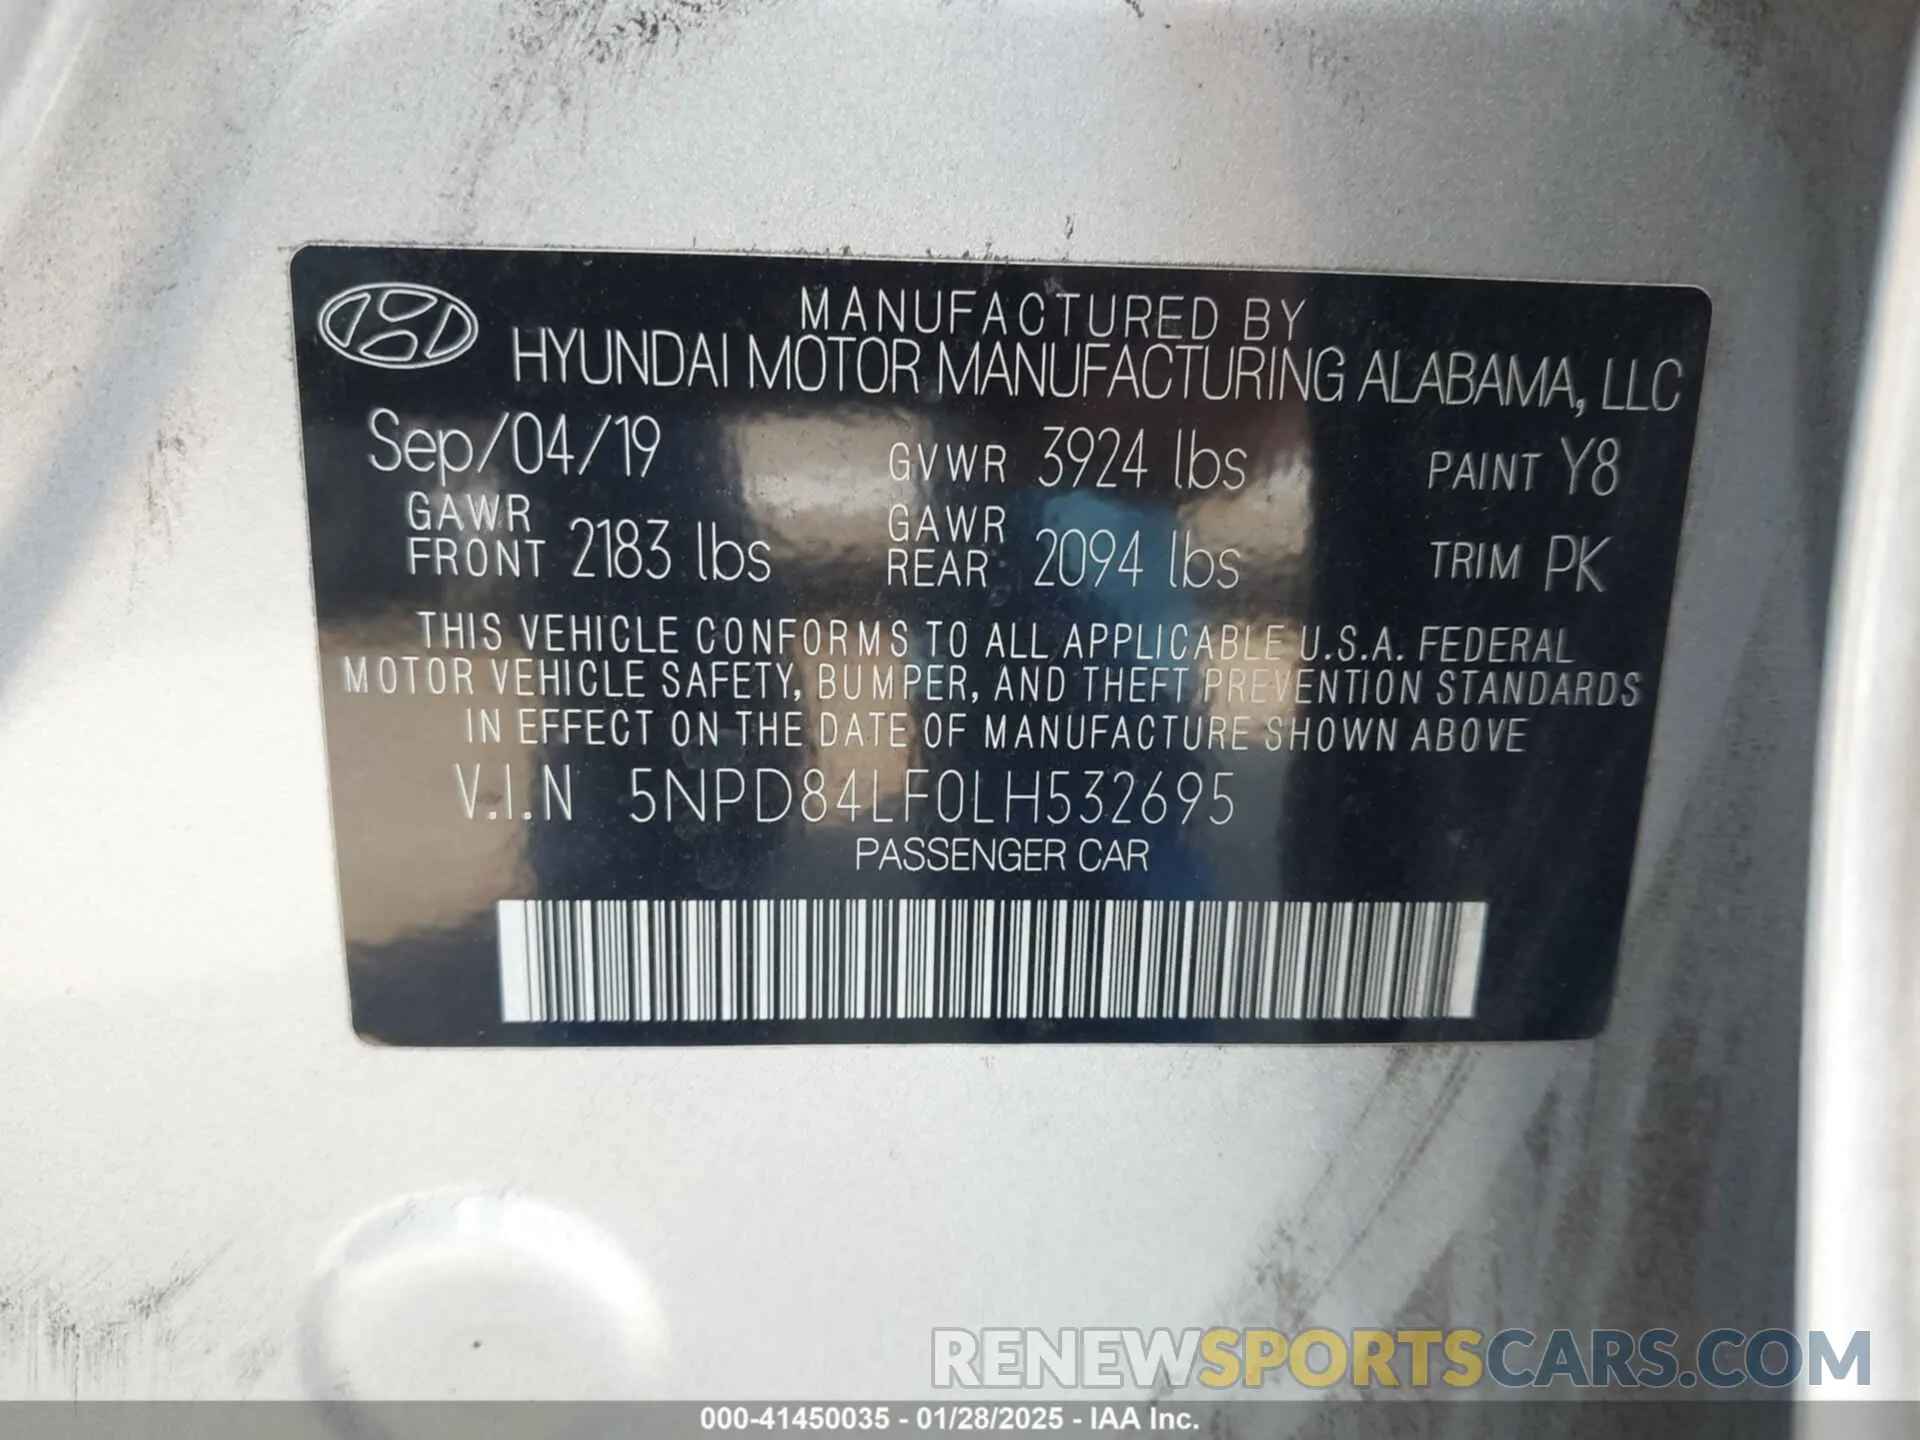 MANUFACTURED BY
HYUNDAI MOTOR MANUFACTURING ALABAMA, LLC
Sep/04/19 GVWR 3924 lbs PAINT Y8
GAWR FRONT 2183 lbs GAWR REAR 2094 lbs TRIM PK
THIS VEHICLE CONFORMS TO ALL APPLICABLE U.S.A. FEDERAL
MOTOR VEHICLE SAFETY, BUMPER, AND THEFT PREVENTION STANDARDS
IN EFFECT ON THE DATE OF MANUFACTURE SHOWN ABOVE
V.I.N 5NPD84LF0LH532695
PASSENGER CAR
RENEWSPORTSCARS.COM
000-41450035 - 01/28/2025 - IAA Inc.